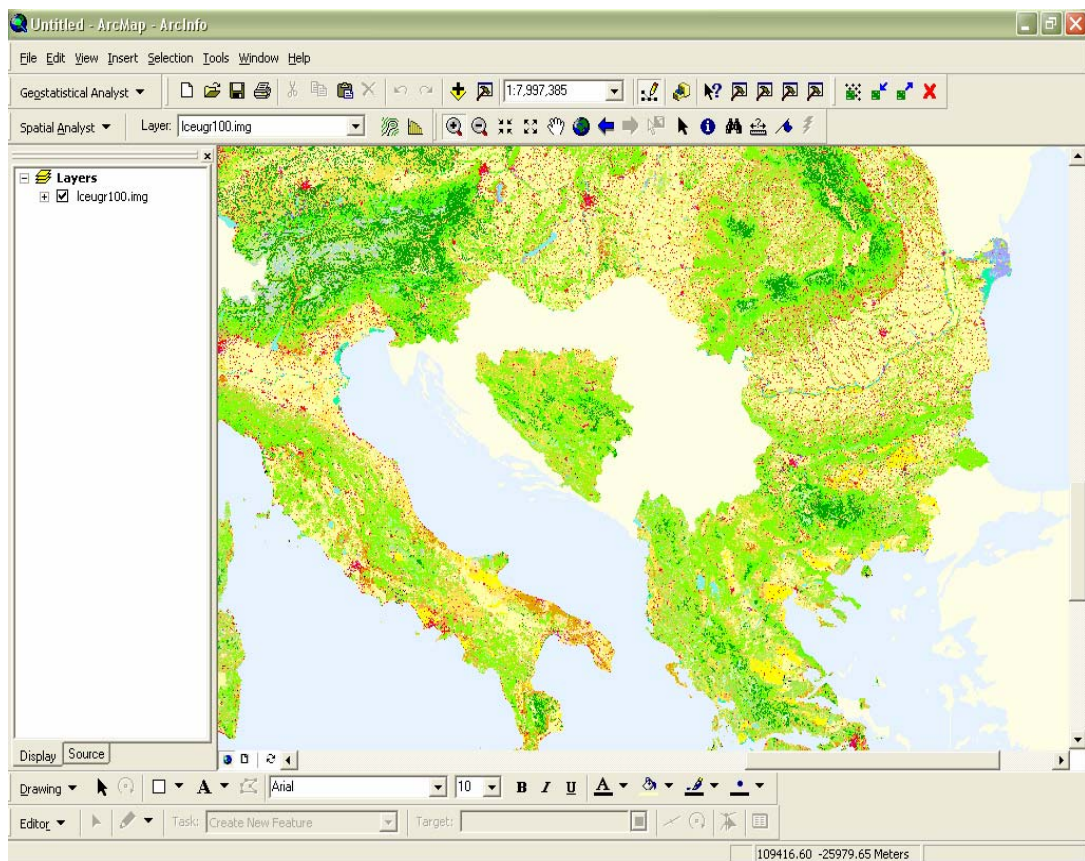 Untitled - ArcMap - ArcInfo
File Edit View Insert Selection Tools Window Help
Geostatistical Analyst
1:7,997,385
Spatial Analyst
Layer: lceugr100.img
Layers
lceugr100.img
Display Source
Drawing
A
Arial
10
B I U A
Editor
Task: Create New Feature
Target:
109416.60 -25979.65 Meters